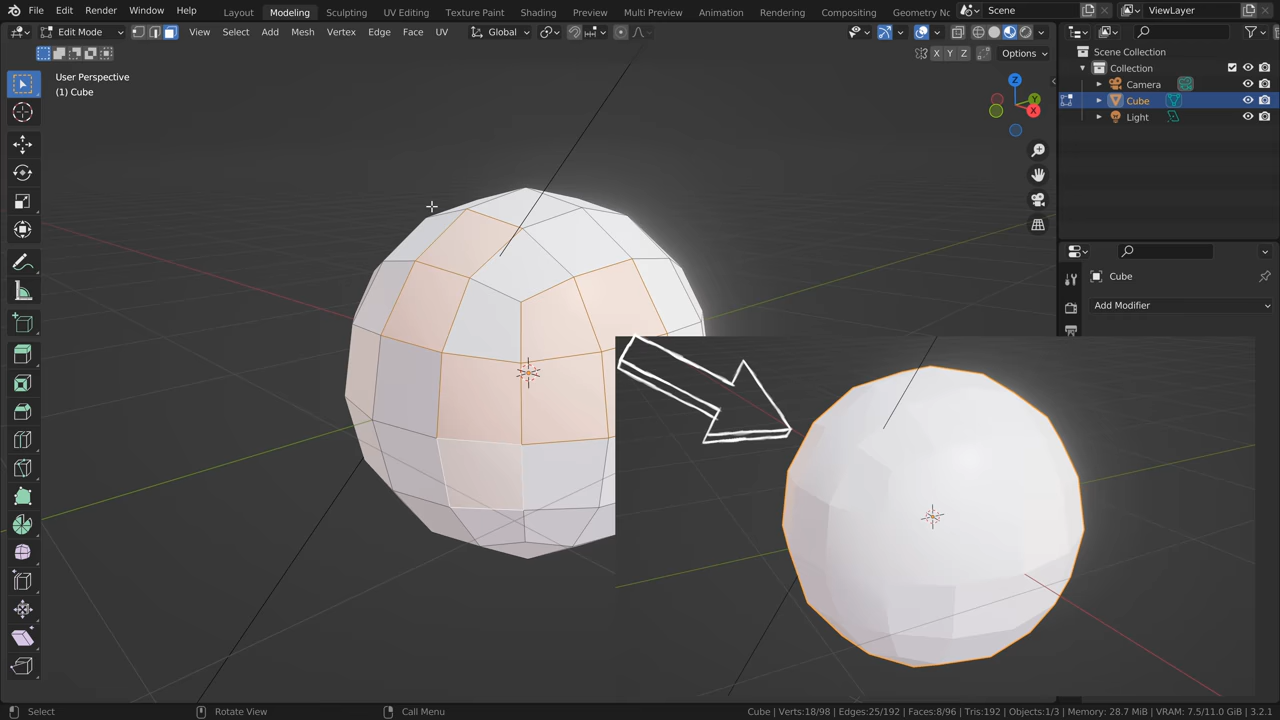 File Edit Render Window Help Layout Modeling Sculpting UV Editing Texture Paint Shading Preview Multi Preview Animation Rendering Compositing Geometry No Scene ViewLayer
Edit Mode View Select Add Mesh Vertex Edge Face UV Global
X Y Z Options
User Perspective
(1) Cube
Z
Y
X
Scene Collection
Collection
Camera
Cube
Light
Cube
Add Modifier
Select Rotate View Call Menu Cube | Verts:18/98 | Edges:25/192 | Faces:8/96 | Tris:192 | Objects:1/3 | Memory: 28.7 MiB | VRAM: 7.5/11.0 GiB | 3.2.1